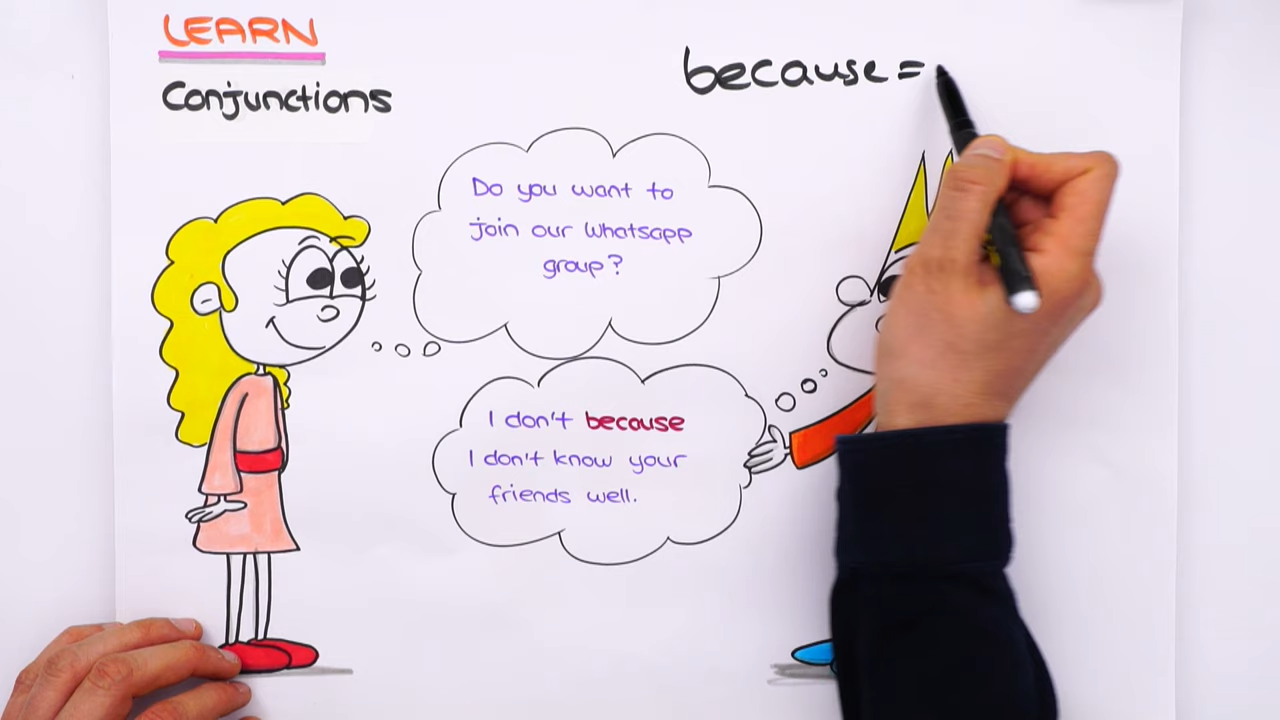 LEARN
Conjunctions
because =
Do you want to
join our Whatsapp
group?
I don't because
I don't know your
friends well.